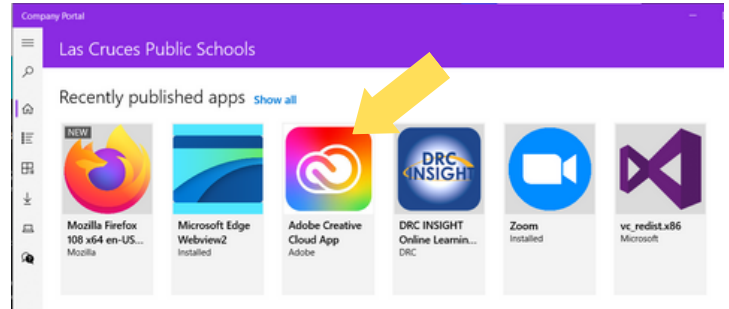 Company Portal
Las Cruces Public Schools
Recently published apps Show all
NEW
DRC
INSIGHT
Mozilla Firefox
108 x64 en-US...
Mozilla
Microsoft Edge
Webview2
Installed
Adobe Creative
Cloud App
Adobe
DRC INSIGHT
Online Learnin...
DRC
Zoom
Installed
vc_redist.x86
Microsoft